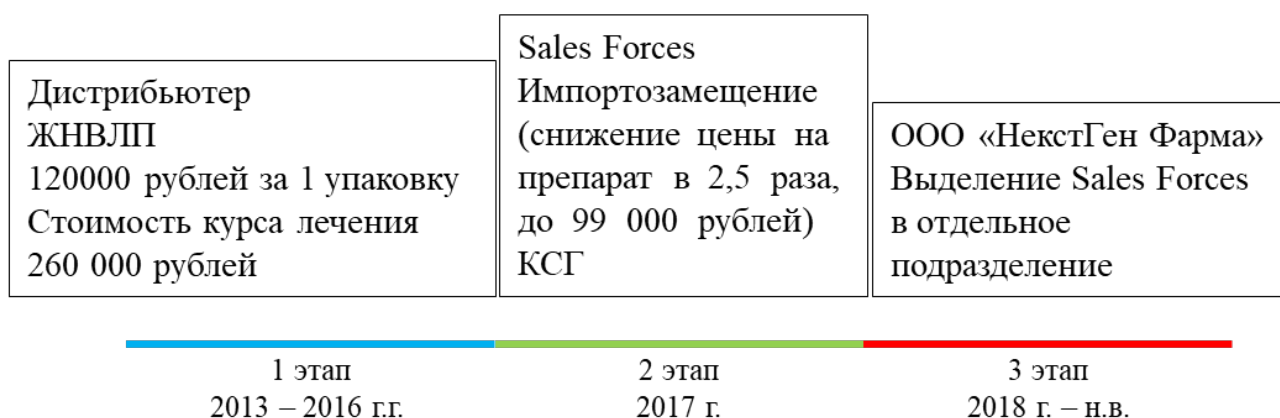 Дистрибьютер
ЖНВЛП
120000 рублей за 1 упаковку
Стоимость курса лечения
260 000 рублей
Sales Forces
Импортозамещение
(снижение цены на
препарат в 2,5 раза,
до 99 000 рублей)
КСГ
ООО «НекстГен Фарма»
Выделение Sales Forces
в отдельное
подразделение
1 этап
2013 – 2016 г.г.
2 этап
2017 г.
3 этап
2018 г. – н.в.